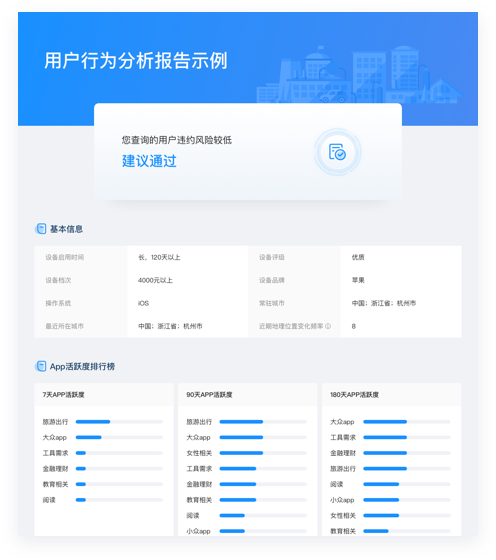 用户行为分析报告示例
您查询的用户违约风险较低
建议通过
基本信息
设备启用时间 长，120天以上 设备评级 优质
设备档次 4000元以上 设备品牌 苹果
操作系统 iOS 常驻城市 中国；浙江省；杭州市
最近所在城市 中国；浙江省；杭州市 近期地理位置变化频率 8
App活跃度排行榜
7天APP活跃度
旅游出行
大众app
工具需求
金融理财
教育相关
阅读
90天APP活跃度
旅游出行
大众app
女性相关
工具需求
金融理财
教育相关
阅读
小众app
180天APP活跃度
大众app
工具需求
金融理财
旅游出行
阅读
小众app
女性相关
教育相关